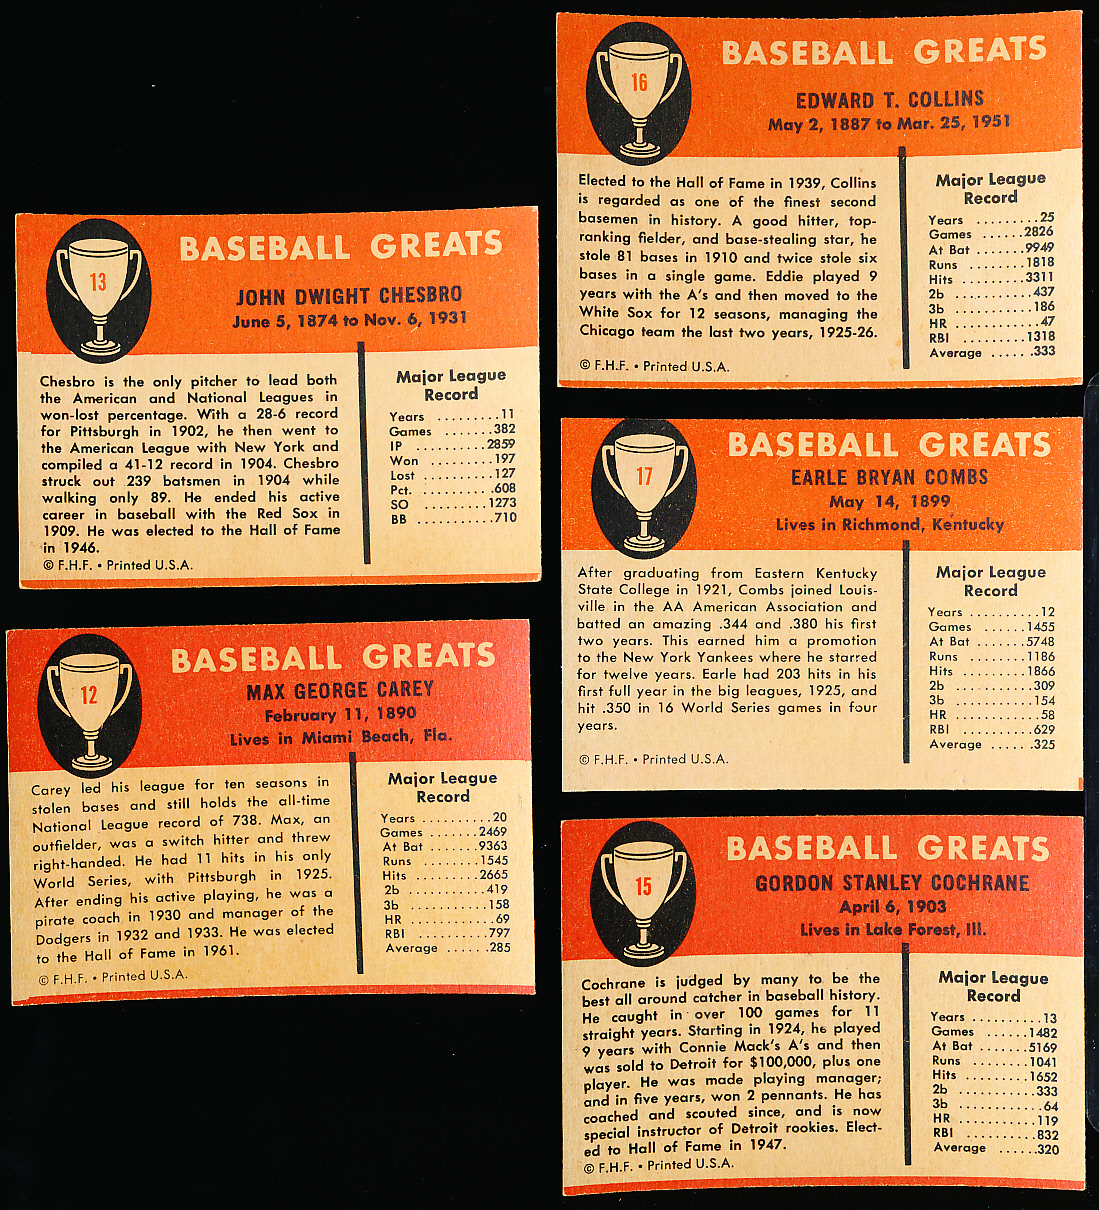 13
BASEBALL GREATS
JOHN DWIGHT CHESBRO
June 5, 1874 to Nov. 6, 1931
Chesbro is the only pitcher to lead both
the American and National Leagues in
won-lost percentage. With a 28-6 record
for Pittsburgh in 1902, he then went to
the American League with New York and
compiled a 41-12 record in 1904. Chesbro
struck out 239 batsmen in 1904 while
walking only 89. He ended his active
career in baseball with the Red Sox in
1909. He was elected to the Hall of Fame
in 1946.
© F.H.F. • Printed U.S.A.
Major League
Record
Years ..........11
Games .......382
IP ............2859
Won .........197
Lost ..........127
Pct. ..........608
SO ...........1273
BB ...........710
12
BASEBALL GREATS
MAX GEORGE CAREY
February 11, 1890
Lives in Miami Beach, Fla.
Carey led his league for ten seasons in
stolen bases and still holds the all-time
National League record of 738. Max, an
outfielder, was a switch hitter and threw
right-handed. He had 11 hits in his only
World Series, with Pittsburgh in 1925.
After ending his active playing, he was a
pirate coach in 1930 and manager of the
Dodgers in 1932 and 1933. He was elected
to the Hall of Fame in 1961.
© F.H.F. • Printed U.S.A.
Major League
Record
Years ..........20
Games .......2469
At Bat ........9363
Runs ........1545
Hits ..........2665
2b ............419
3b ............158
HR ............69
RBI ...........797
Average ......285
16
BASEBALL GREATS
EDWARD T. COLLINS
May 2, 1887 to Mar. 25, 1951
Elected to the Hall of Fame in 1939, Collins
is regarded as one of the finest second
basemen in history. A good hitter, top-
ranking fielder, and base-stealing star, he
stole 81 bases in 1910 and twice stole six
bases in a single game. Eddie played 9
years with the A's and then moved to the
White Sox for 12 seasons, managing the
Chicago team the last two years, 1925-26.
© F.H.F. • Printed U.S.A.
Major League
Record
Years .........25
Games ......2826
At Bat .......9949
Runs .........1818
Hits ..........3311
2b ............437
3b ............186
HR ............47
RBI ..........1318
Average ......333
17
BASEBALL GREATS
EARLE BRYAN COMBS
May 14, 1899
Lives in Richmond, Kentucky
After graduating from Eastern Kentucky
State College in 1921, Combs joined Louis-
ville in the AA American Association and
batted an amazing .344 and .380 his first
two years. This earned him a promotion
to the New York Yankees where he starred
for twelve years. Earle had 203 hits in his
first full year in the big leagues, 1925, and
hit .350 in 16 World Series games in four
years.
© F.H.F. • Printed U.S.A.
Major League
Record
Years ..........12
Games ......1455
At Bat .......5748
Runs ........1186
Hits ..........1866
2b ............309
3b ............154
HR ............58
RBI ...........629
Average ......325
15
BASEBALL GREATS
GORDON STANLEY COCHRANE
April 6, 1903
Lives in Lake Forest, Ill.
Cochrane is judged by many to be the
best all around catcher in baseball history.
He caught in over 100 games for 11
straight years. Starting in 1924, he played
9 years with Connie Mack's A's and then
was sold to Detroit for $100,000, plus one
player. He was made playing manager;
and in five years, won 2 pennants. He has
coached and scouted since, and is now
special instructor of Detroit rookies. Elect-
ed to Hall of Fame in 1947.
© F.H.F. • Printed U.S.A.
Major League
Record
Years ..........13
Games ......1482
At Bat .......5169
Runs ........1041
Hits ..........1652
2b ............333
3b ............64
HR ............119
RBI ..........832
Average ......320